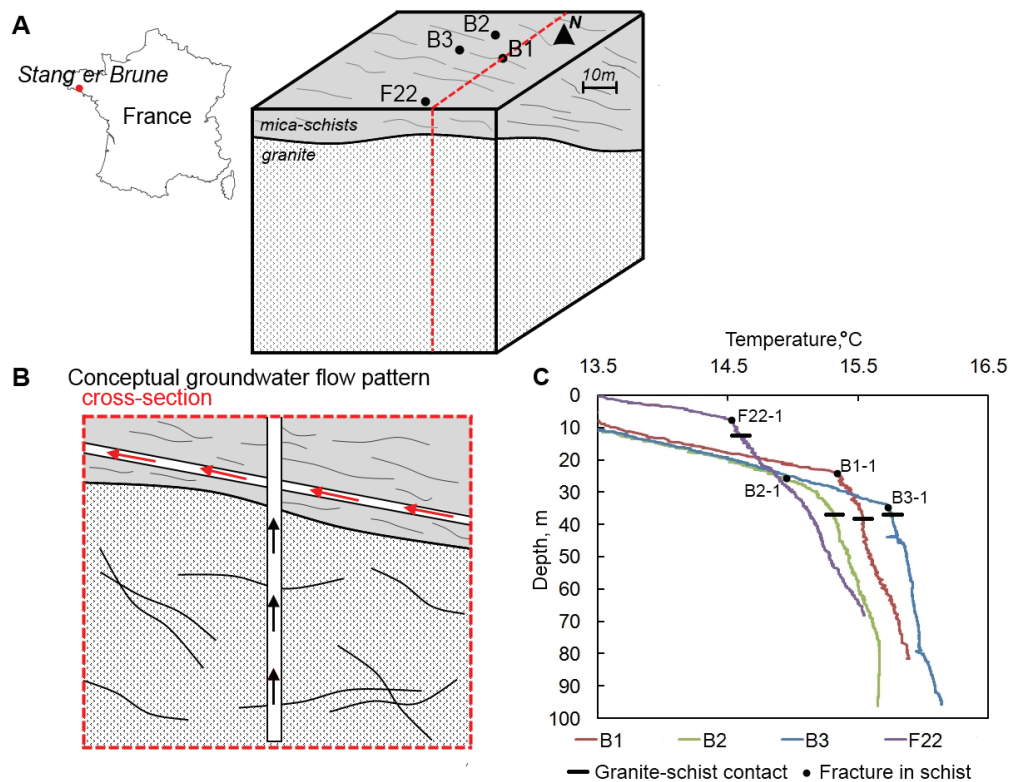 A
Stang er Brune
France
B2
B3
B1
N
10m
F22
mica-schists
granite
B
Conceptual groundwater flow pattern
cross-section
C
Temperature,°C
13.5 14.5 15.5 16.5
Depth, m
0
10
20
30
40
50
60
70
80
90
100
F22-1
B1-1
B2-1
B3-1
B1 B2 B3 F22
Granite-schist contact Fracture in schist